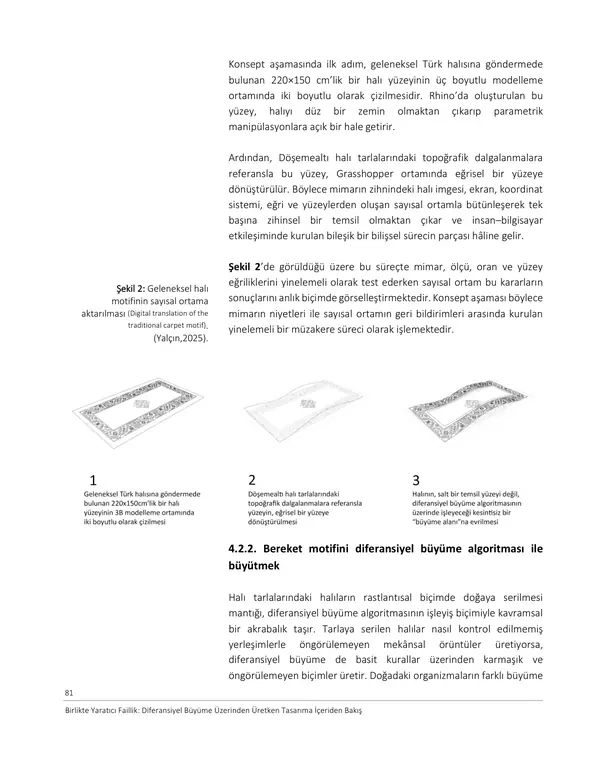 Konsept aşamasında ilk adım, geleneksel Türk halısına göndermede
bulunan 220×150 cm'lik bir halı yüzeyinin üç boyutlu modelleme
ortamında iki boyutlu olarak çizilmesidir. Rhino'da oluşturulan bu
yüzey, halıyı düz bir zemin olmaktan çıkarıp parametrik
manipülasyonlara açık bir hale getirir.
Ardından, Döşemealtı halı tarlalarındaki topoğrafik dalgalanmalara
referansla bu yüzey, Grasshopper ortamında eğrisel bir yüzeye
dönüştürülür. Böylece mimarın zihnindeki halı imgesi, ekran, koordinat
sistemi, eğri ve yüzeylerden oluşan sayısal ortamla bütünleşerek tek
başına zihinsel bir temsil olmaktan çıkar ve insan–bilgisayar
etkileşiminde kurulan bileşik bir bilişsel sürecin parçası hâline gelir.
Şekil 2'de görüldüğü üzere bu süreçte mimar, ölçü, oran ve yüzey
eğriliklerini yinelemeli olarak test ederken sayısal ortam bu kararların
sonuçlarını anlık biçimde görselleştirmektedir. Konsept aşaması böylece
mimarın niyetleri ile sayısal ortamın geri bildirimleri arasında kurulan
yinelemeli bir müzakere süreci olarak işlemektedir.
Şekil 2: Geleneksel halı
motifinin sayısal ortama
aktarılması (Digital translation of the
traditional carpet motif),
(Yalçın,2025).
1
Geleneksel Türk halısına göndermede
bulunan 220x150cm'lik bir halı
yüzeyinin 3B modelleme ortamında
iki boyutlu olarak çizilmesi
2
Döşemealtı halı tarlalarındaki
topoğrafik dalgalanmalara referansla
yüzeyin, eğrisel bir yüzeye
dönüştürülmesi
3
Halının, salt bir temsil yüzeyi değil,
diferansiyel büyüme algoritmasının
üzerinde işleyeceği kesintisiz bir
"büyüme alanı"na evrilmesi
4.2.2. Bereket motifini diferansiyel büyüme algoritması ile
büyütmek
Halı tarlalarındaki halıların rastlantısal biçimde doğaya serilmesi
mantığı, diferansiyel büyüme algoritmasının işleyiş biçimiyle kavramsal
bir akrabalık taşır. Tarlaya serilen halılar nasıl kontrol edilmemiş
yerleşimlerle öngörülemeyen mekânsal örüntüler üretiyorsa,
diferansiyel büyüme de basit kurallar üzerinden karmaşık ve
öngörülemeyen biçimler üretir. Doğadaki organizmaların farklı büyüme
81
Birlikte Yaratıcı Faillik: Diferansiyel Büyüme Üzerinden Üretken Tasarıma İçeriden Bakış